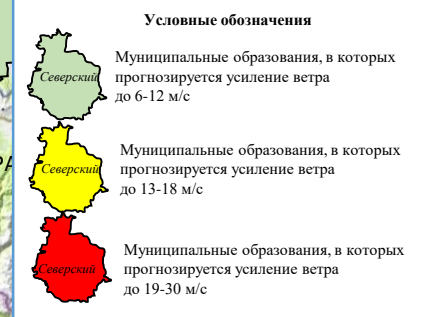 Условные обозначения
Северский
Муниципальные образования, в которых
прогнозируется усиление ветра
до 6-12 м/с
Северский
Муниципальные образования, в которых
прогнозируется усиление ветра
до 13-18 м/с
Северский
Муниципальные образования, в которых
прогнозируется усиление ветра
до 19-30 м/с